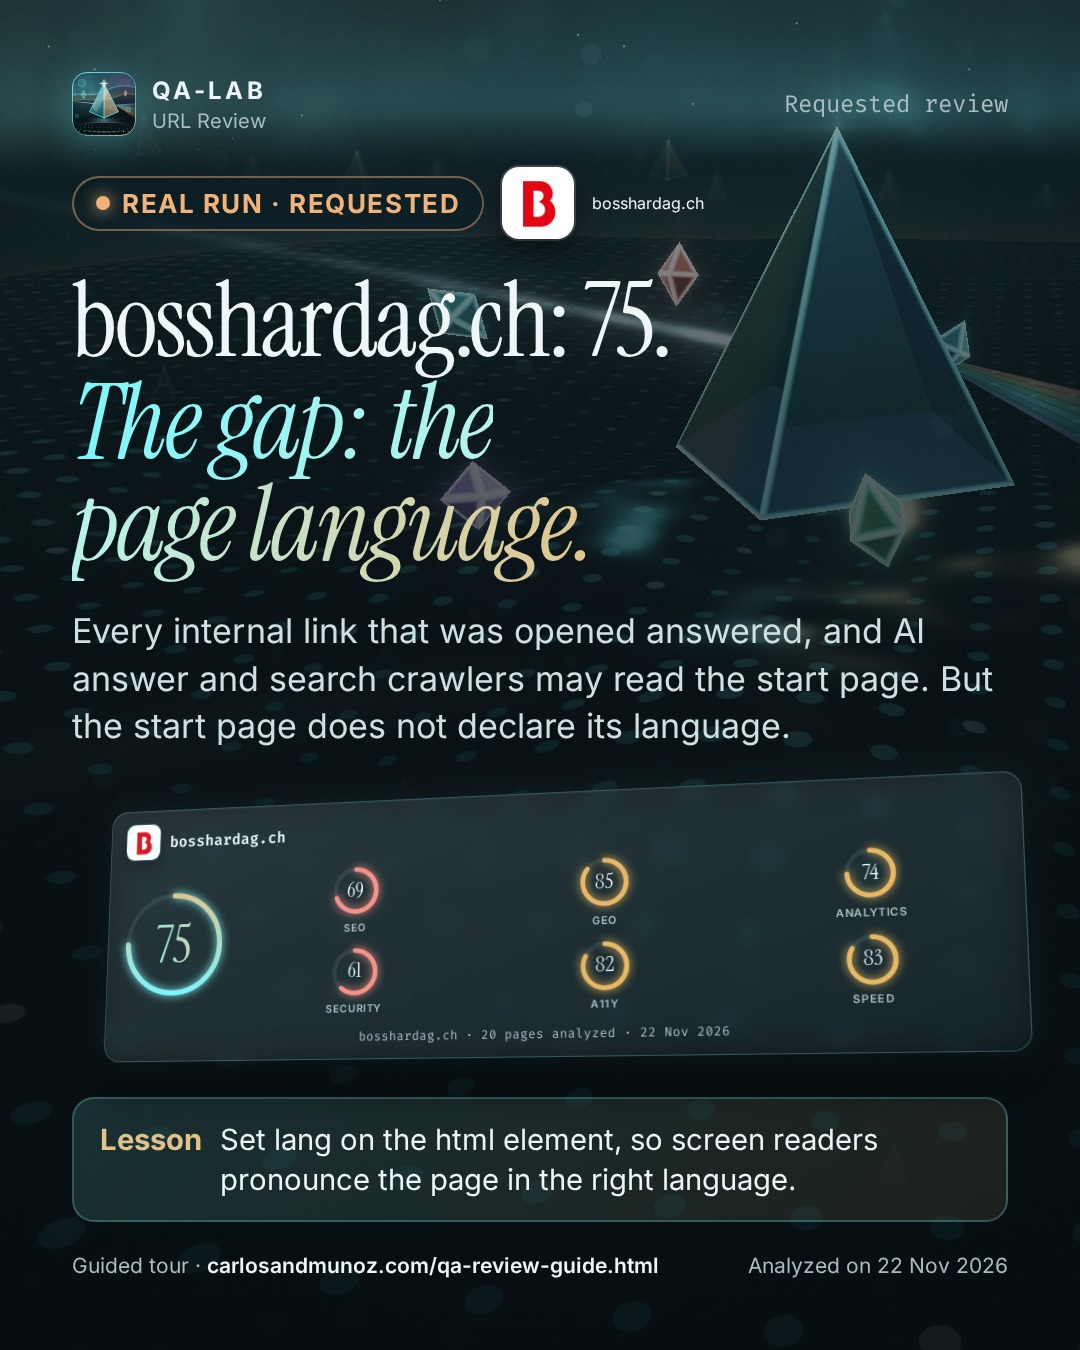 QA-LAB
URL Review
Requested review
REAL RUN · REQUESTED
B
bosshardag.ch
bosshardag.ch: 75.
The gap: the
page language.
Every internal link that was opened answered, and AI
answer and search crawlers may read the start page. But
the start page does not declare its language.
B
bosshardag.ch
75
69
SEO
85
GEO
74
ANALYTICS
61
SECURITY
82
A11Y
83
SPEED
bosshardag.ch · 20 pages analyzed · 22 Nov 2026
Lesson Set lang on the html element, so screen readers
pronounce the page in the right language.
Guided tour · carlosandmunoz.com/qa-review-guide.html
Analyzed on 22 Nov 2026